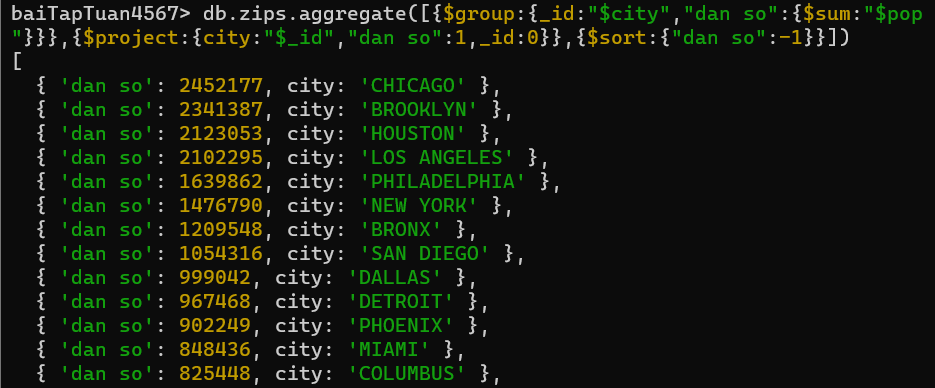 baiTapTuan4567> db.zips.aggregate([{$group:{_id:"$city","dan so":{$sum:"$pop
"}}},{$project:{city:"$_id","dan so":1,_id:0}},{$sort:{"dan so":-1}}])
[
  { 'dan so': 2452177, city: 'CHICAGO' },
  { 'dan so': 2341387, city: 'BROOKLYN' },
  { 'dan so': 2123053, city: 'HOUSTON' },
  { 'dan so': 2102295, city: 'LOS ANGELES' },
  { 'dan so': 1639862, city: 'PHILADELPHIA' },
  { 'dan so': 1476790, city: 'NEW YORK' },
  { 'dan so': 1209548, city: 'BRONX' },
  { 'dan so': 1054316, city: 'SAN DIEGO' },
  { 'dan so': 999042, city: 'DALLAS' },
  { 'dan so': 967468, city: 'DETROIT' },
  { 'dan so': 902249, city: 'PHOENIX' },
  { 'dan so': 848436, city: 'MIAMI' },
  { 'dan so': 825448, city: 'COLUMBUS' },